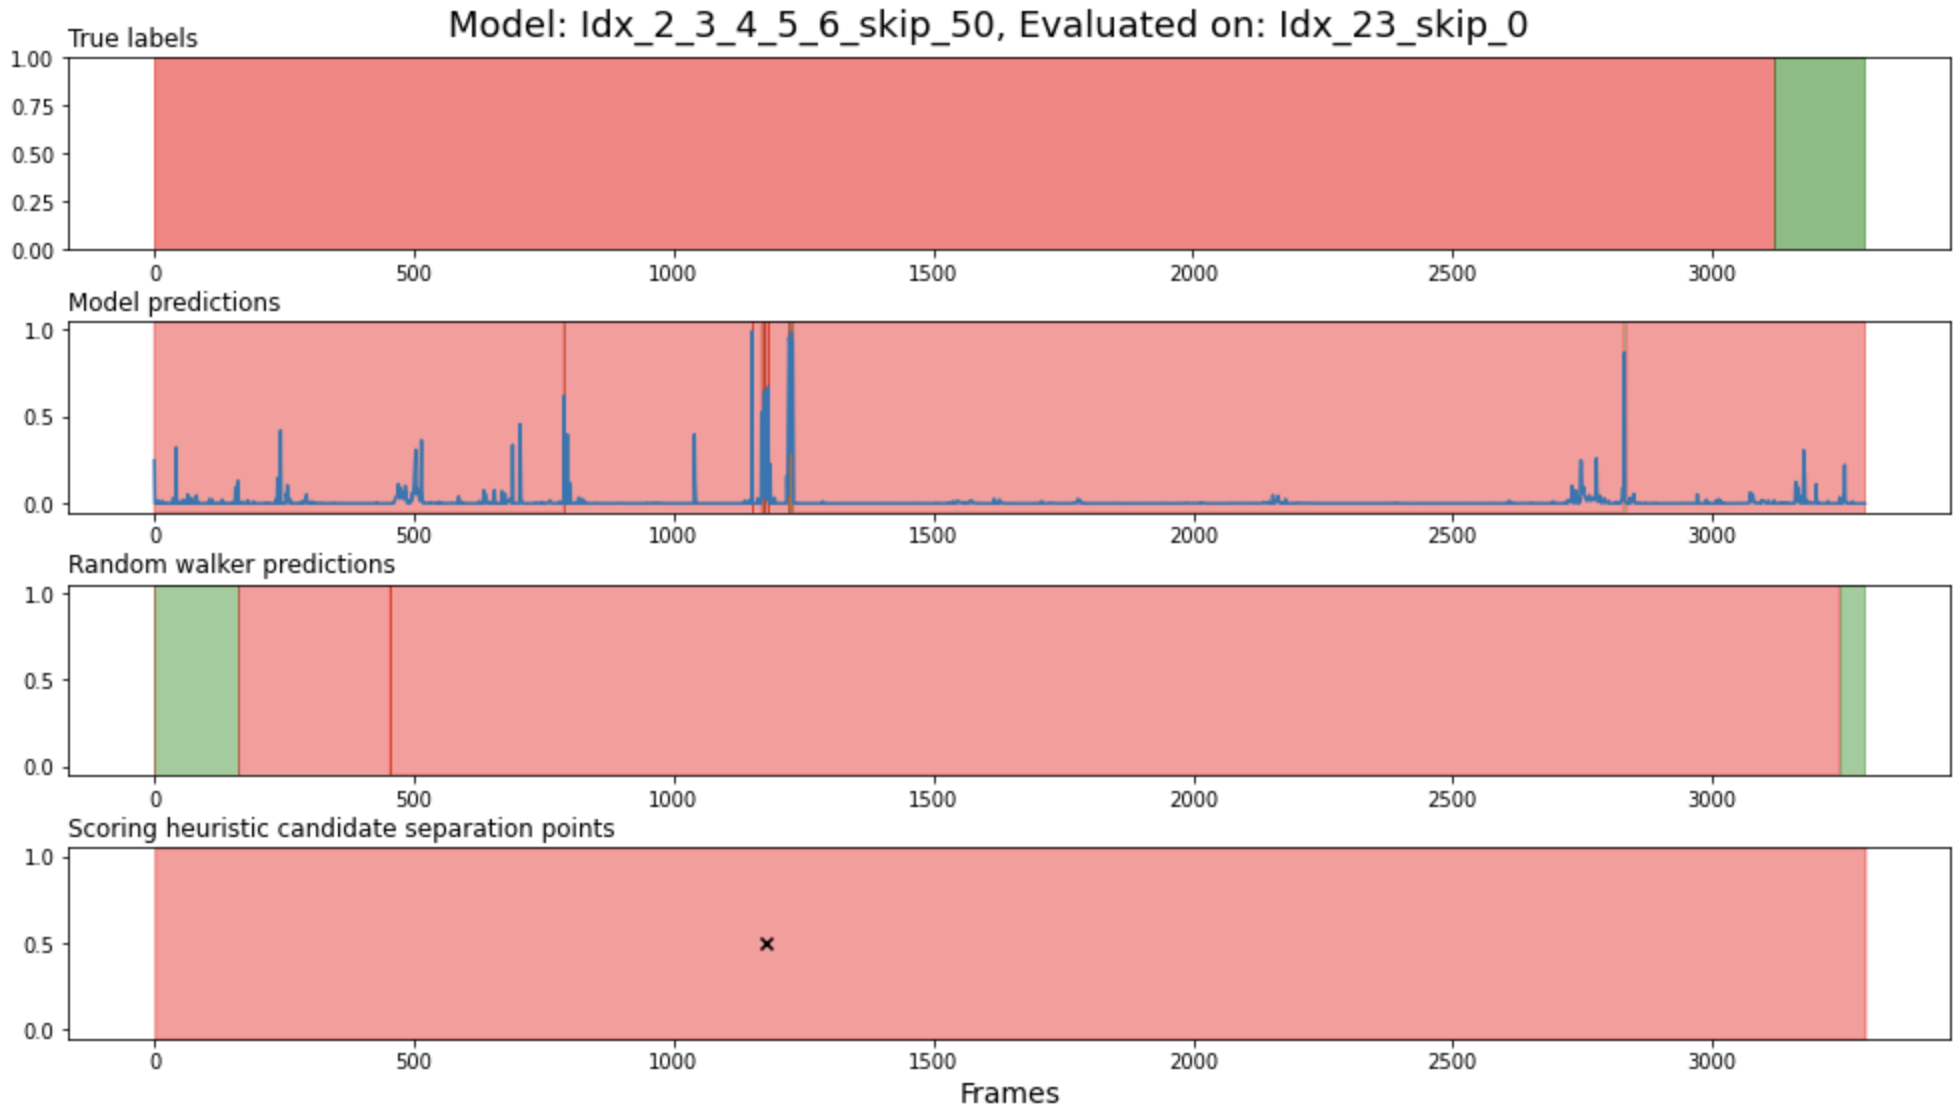 Model: Idx_2_3_4_5_6_skip_50, Evaluated on: Idx_23_skip_0
True labels
1.00
0.75
0.50
0.25
0.00
0 500 1000 1500 2000 2500 3000
Model predictions
1.0
0.5
0.0
0 500 1000 1500 2000 2500 3000
Random walker predictions
1.0
0.5
0.0
0 500 1000 1500 2000 2500 3000
Scoring heuristic candidate separation points
1.0
0.5
0.0
0 500 1000 1500 2000 2500 3000
Frames